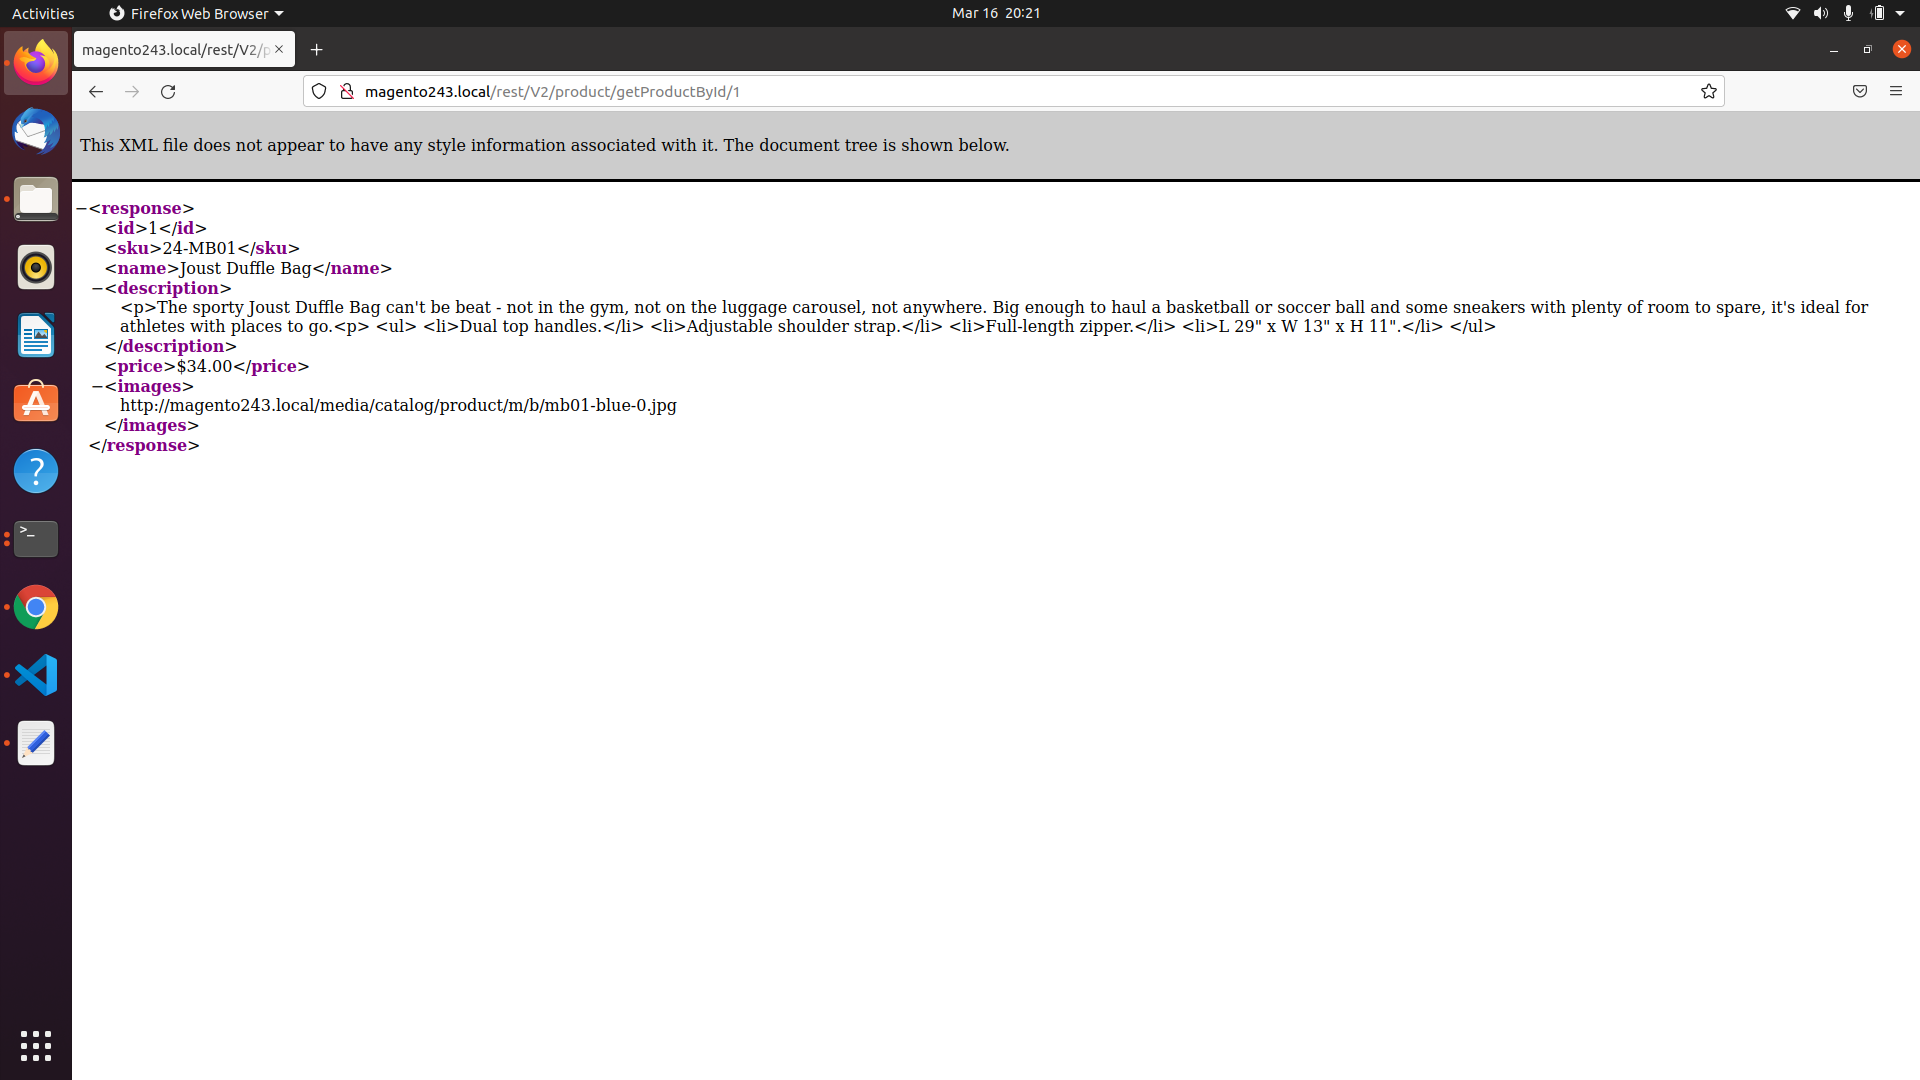 Activities
Firefox Web Browser
Mar 16 20:21
magento243.local/rest/V2/p
magento243.local/rest/V2/product/getProductById/1
This XML file does not appear to have any style information associated with it. The document tree is shown below.
−<response>
<id>1</id>
<sku>24-MB01</sku>
<name>Joust Duffle Bag</name>
−<description>
<p>The sporty Joust Duffle Bag can't be beat - not in the gym, not on the luggage carousel, not anywhere. Big enough to haul a basketball or soccer ball and some sneakers with plenty of room to spare, it's ideal for
athletes with places to go.<p> <ul> <li>Dual top handles.</li> <li>Adjustable shoulder strap.</li> <li>Full-length zipper.</li> <li>L 29" x W 13" x H 11".</li> </ul>
</description>
<price>$34.00</price>
−<images>
http://magento243.local/media/catalog/product/m/b/mb01-blue-0.jpg
</images>
</response>